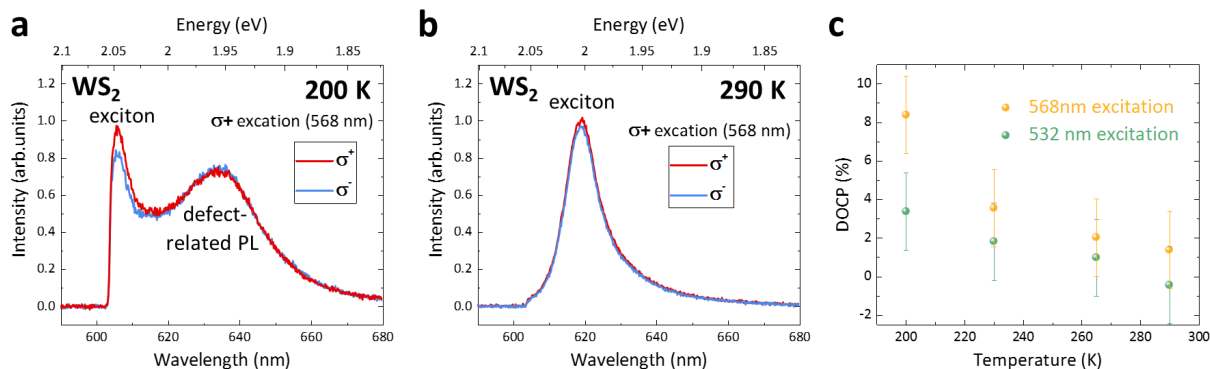 a
Energy (eV)
2.1 2.05 2 1.95 1.9 1.85
WS2
200 K
exciton
σ+ excation (568 nm)
σ+
σ-
defect-
related PL
Intensity (arb.units)
0.0 0.2 0.4 0.6 0.8 1.0 1.2
600 620 640 660 680
Wavelength (nm)
b
Energy (eV)
2.1 2.05 2 1.95 1.9 1.85
WS2
290 K
exciton
σ+ excation (568 nm)
σ+
σ-
Intensity (arb.units)
0.0 0.2 0.4 0.6 0.8 1.0 1.2
600 620 640 660 680
Wavelength (nm)
c
568nm excitation
532 nm excitation
DOCP (%)
-2 0 2 4 6 8 10
200 220 240 260 280 300
Temperature (K)